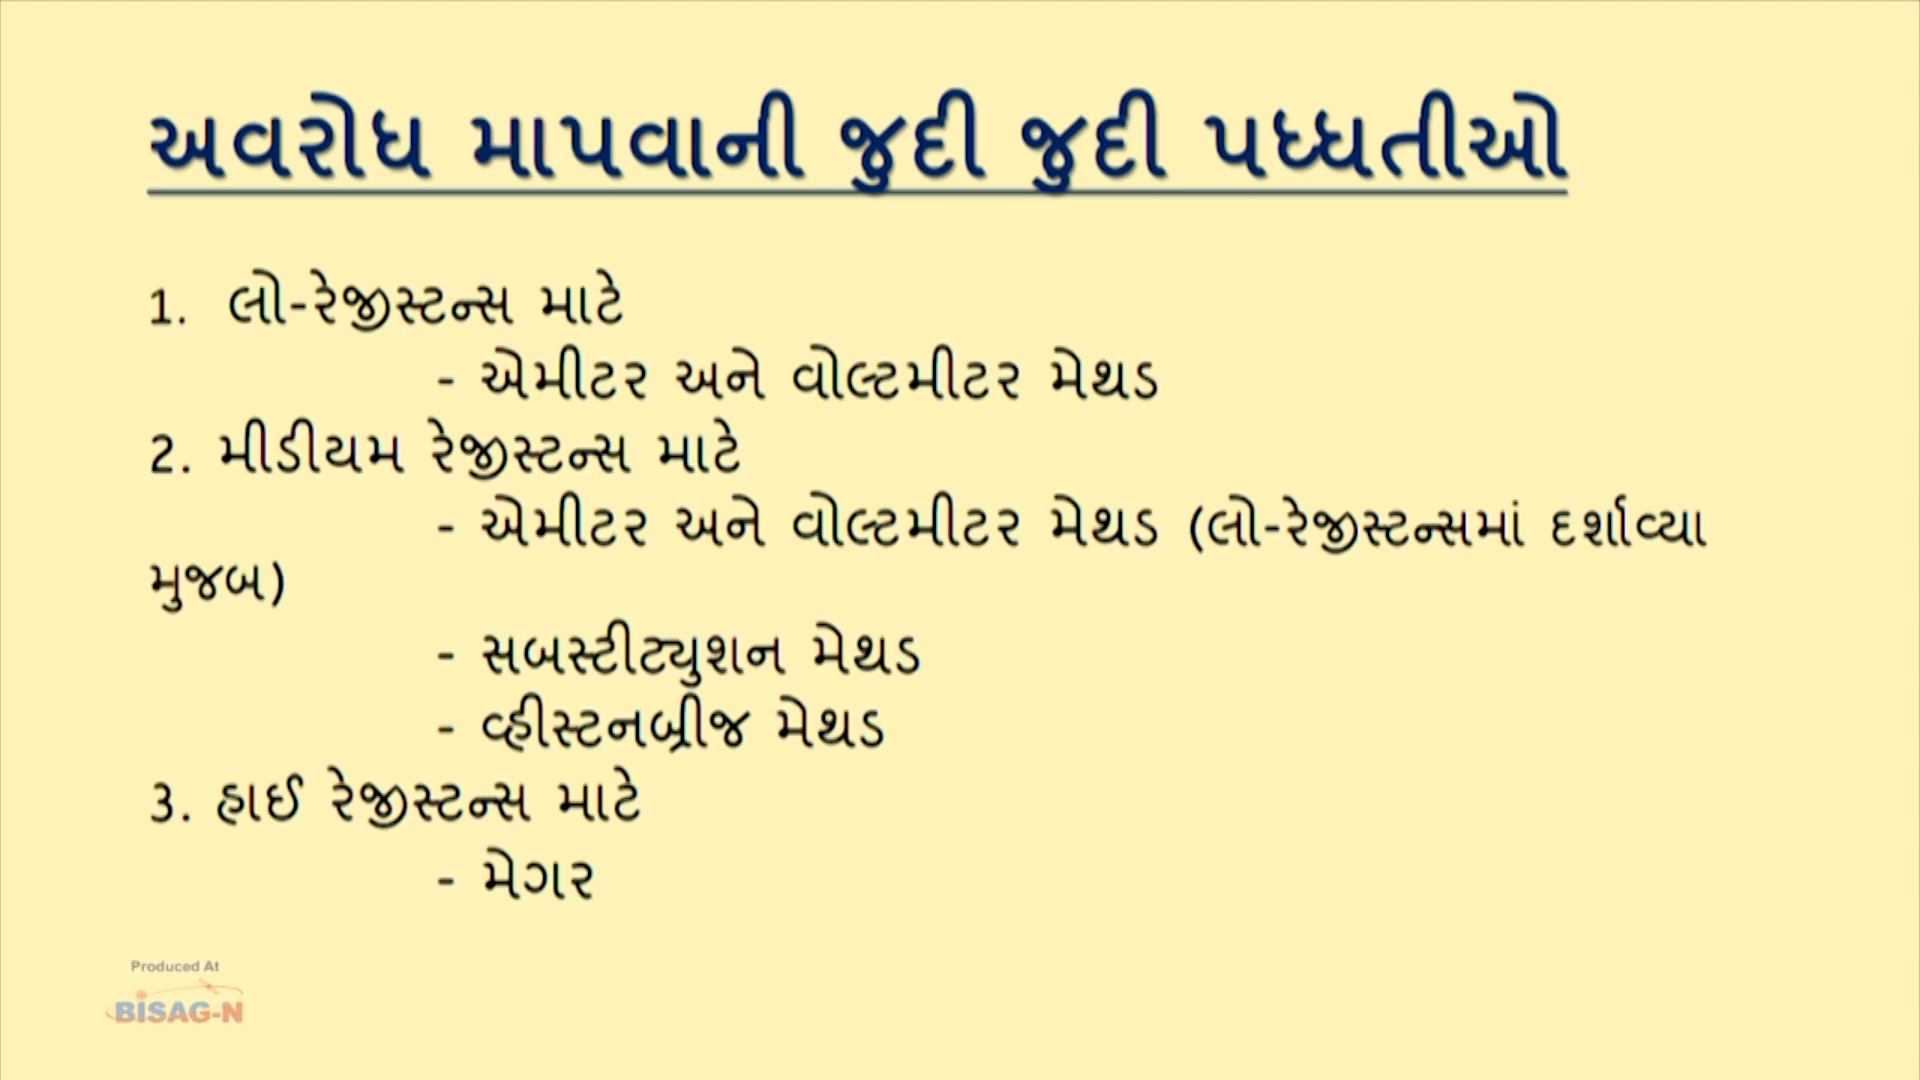 અવરોધ માપવાની જુદી જુદી પધ્ધતીઓ
1. લો-રેજીસ્ટન્સ માટે
- એમીટર અને વોલ્ટમીટર મેથડ
2. મીડીયમ રેજીસ્ટન્સ માટે
- એમીટર અને વોલ્ટમીટર મેથડ (લો-રેજીસ્ટન્સમાં દર્શાવ્યા
મુજબ)
- સબસ્ટીટ્યુશન મેથડ
- વ્હીસ્ટનબ્રીજ મેથડ
3. હાઈ રેજીસ્ટન્સ માટે
- મેગર
Produced At
BISAG-N